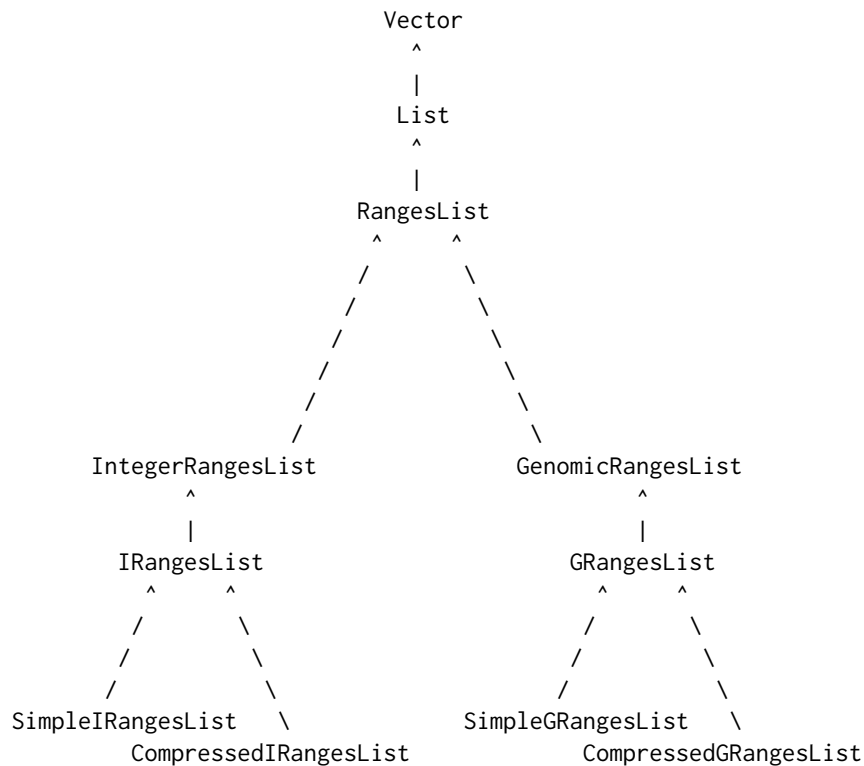 Vector
^
|
List
^
|
RangesList
^ ^
/ \
/ \
/ \
/ \
/ \
/ \
IntegerRangesList GenomicRangesList
^ ^
| |
IRangesList GRangesList
^ ^ ^ ^
/ \ / \
/ \ / \
/ \ / \
SimpleIRangesList \ SimpleGRangesList \
CompressedIRangesList CompressedGRangesList